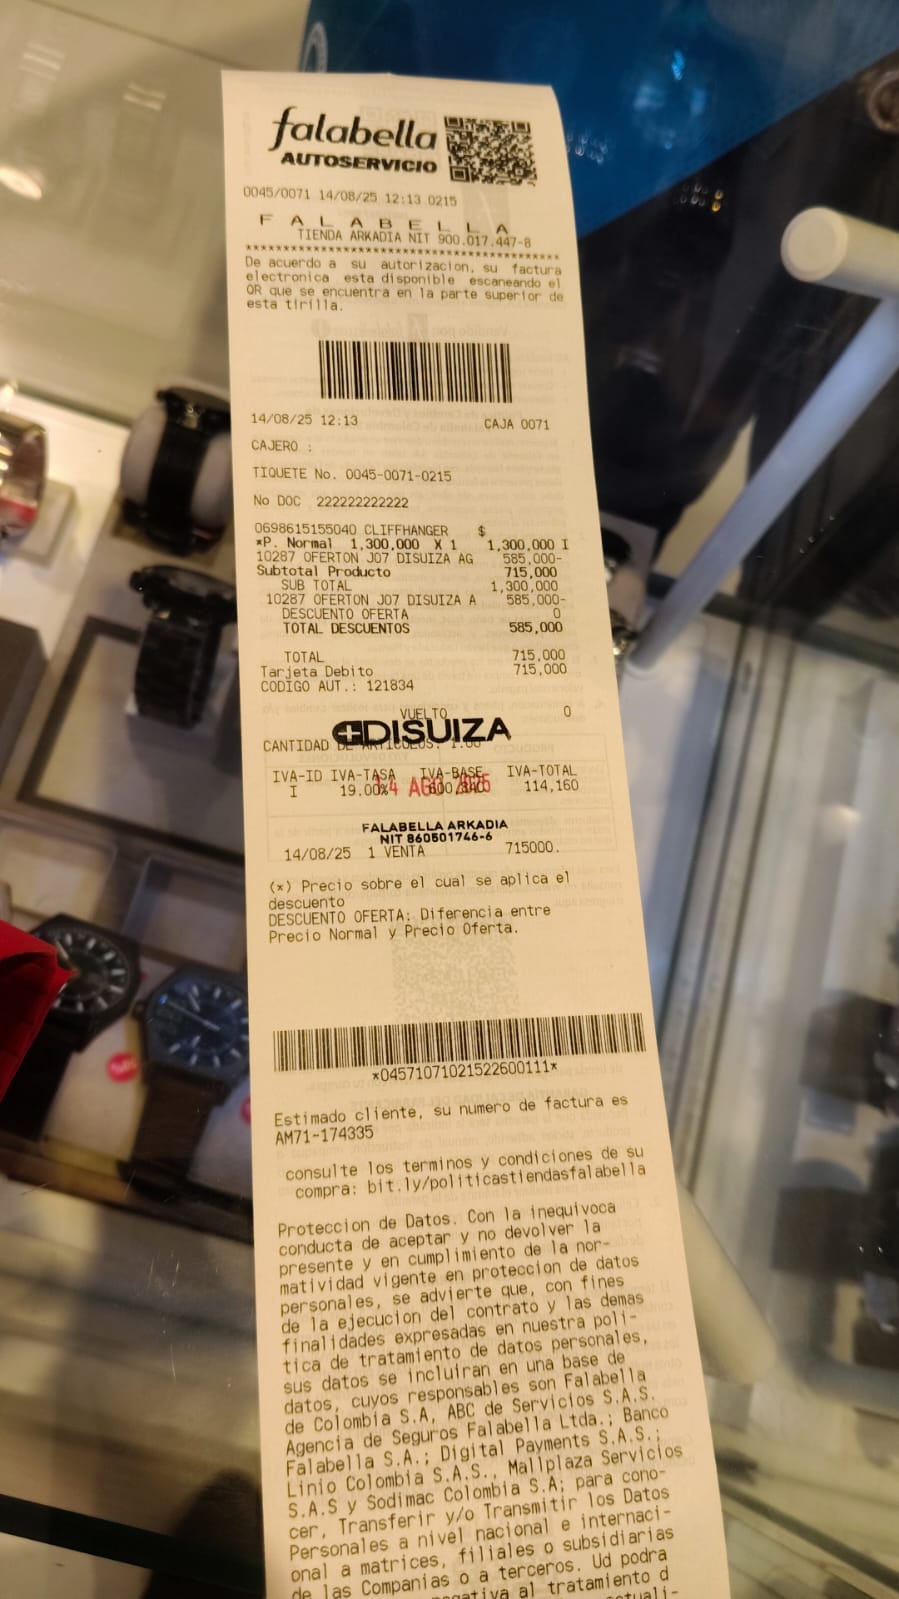 falabella
AUTOSERVICIO
0045/0071 14/08/25 12:13 0215
F A L A B E L L A
TIENDA ARKADIA NIT 900.017.447-8
*******************************************
De acuerdo a su autorizacion, su factura
electronica esta disponible escaneando el
QR que se encuentra en la parte superior de
esta tirilla.
14/08/25 12:13 CAJA 0071
CAJERO :
TIQUETE No. 0045-0071-0215
No DOC 222222222222
0698615155040 CLIFFHANGER $
*P. Normal 1,300,000 X 1 1,300,000 I
10287 OFERTON J07 DISUIZA AG 585,000-
Subtotal Producto 715,000
SUB TOTAL 1,300,000
10287 OFERTON J07 DISUIZA A 585,000-
DESCUENTO OFERTA 0
TOTAL DESCUENTOS 585,000
TOTAL 715,000
Tarjeta Debito 715,000
CODIGO AUT.: 121834
VUELTO 0
DISUIZA
CANTIDAD DE ARTICULOS: 1.00
IVA-ID IVA-TASA IVA-BASE IVA-TOTAL
I 19.00% 114,160
FALABELLA ARKADIA
NIT 860501746-6
14/08/25 1 VENTA 715000.
(*) Precio sobre el cual se aplica el
descuento
DESCUENTO OFERTA: Diferencia entre
Precio Normal y Precio Oferta.
*04571071021522600111*
Estimado cliente, su numero de factura es
AM71-174335
consulte los terminos y condiciones de su
compra: bit.ly/politicastiendasfalabella
Proteccion de Datos. Con la inequivoca
conducta de aceptar y no devolver la
presente y en cumplimiento de la nor-
matividad vigente en proteccion de datos
personales, se advierte que, con fines
de la ejecucion del contrato y las demas
finalidades expresadas en nuestra poli-
tica de tratamiento de datos personales,
sus datos se incluiran en una base de
datos, cuyos responsables son Falabella
de Colombia S.A, ABC de Servicios S.A.S.
Agencia de Seguros Falabella Ltda.; Banco
Falabella S.A.; Digital Payments S.A.S.;
Linio Colombia S.A.S., Mallplaza Servicios
S.A.S y Sodimac Colombia S.A; para cono-
cer, Transferir y/o Transmitir los Datos
Personales a nivel nacional e internaci-
onal a matrices, filiales o subsidiarias
de las Companias o a terceros. Ud podra
al tratamiento d